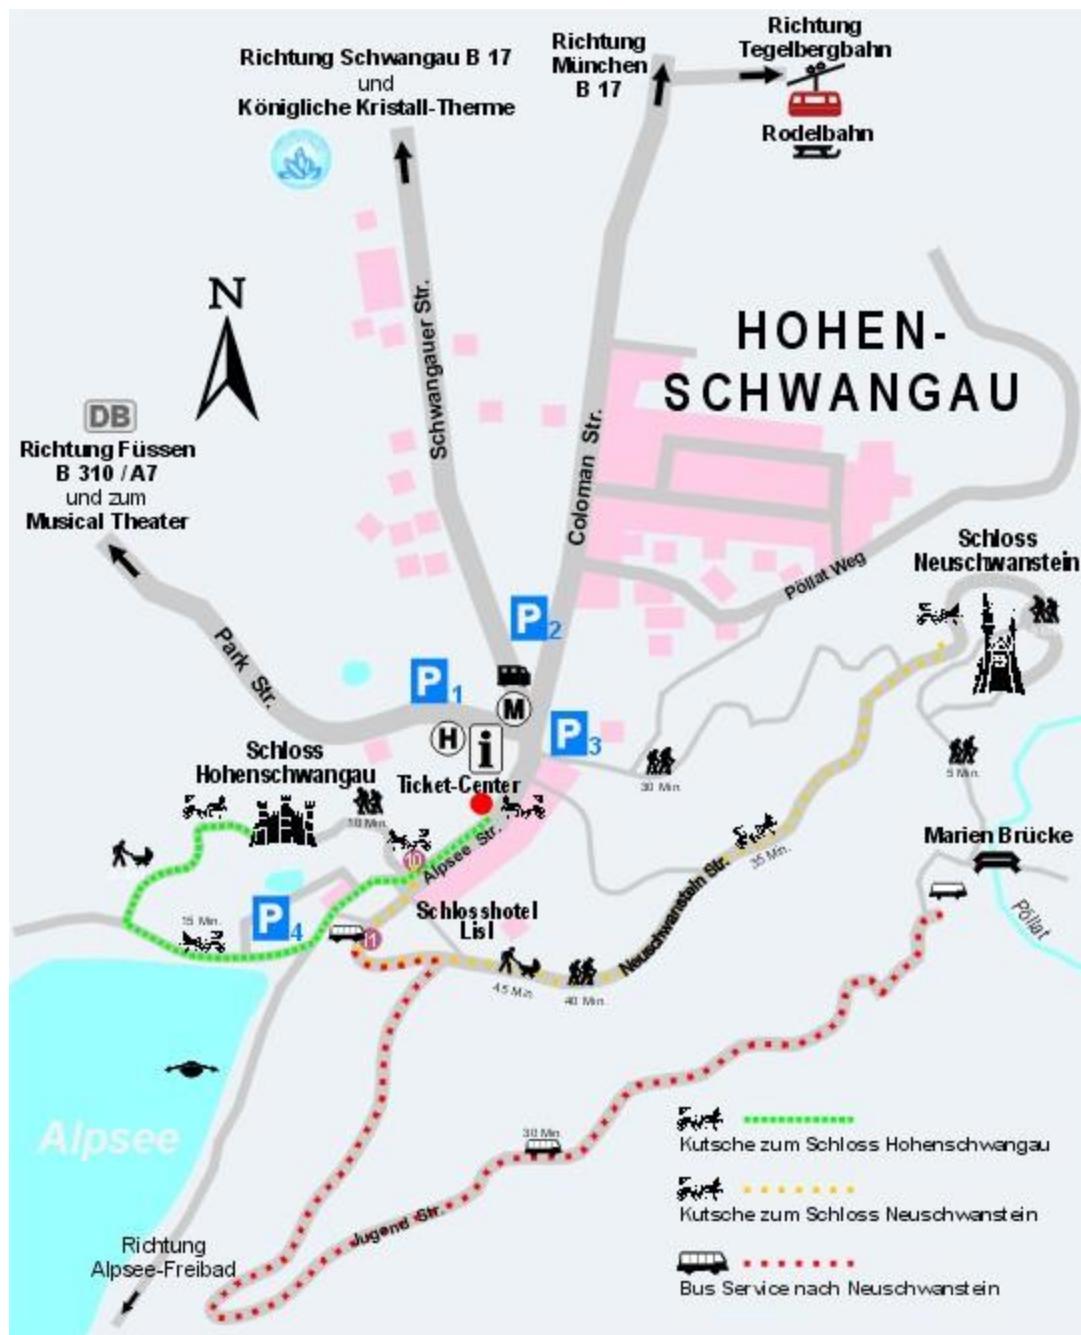 Richtung
Tegelbergbahn
Richtung
München
B 17
Richtung Schwangau B 17
und
Königliche Kristall-Therme
Rodelbahn
N
Schwangauer Str.
HOHEN-
SCHWANGAU
DB
Richtung Füssen
B 310 / A7
und zum
Musical Theater
Coloman Str.
Schloss
Neuschwanstein
Pöllat Weg
P2
Park Str.
P1
M
H
i
P3
Schloss
Hohenschwangau
Ticket-Center
30 Min.
5 Min.
10 Min.
Alpsee Str.
10
Marien Brücke
35 Min.
Neuschwanstein Str.
Schlosshotel
Lisl
P4
15 Min.
11
Pöllat
45 Min.
40 Min.
Alpsee
30 Min.
Jugend Str.
Kutsche zum Schloss Hohenschwangau
Kutsche zum Schloss Neuschwanstein
Richtung
Alpsee-Freibad
Bus Service nach Neuschwanstein